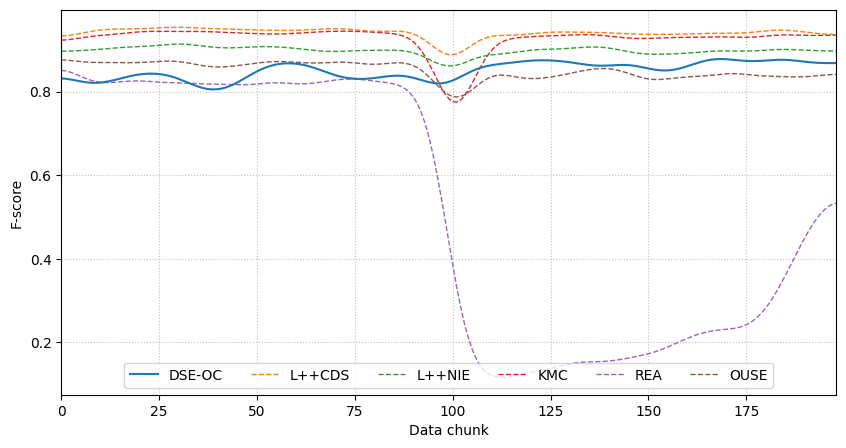 F-score
0.8
0.6
0.4
0.2
DSE-OC L++CDS L++NIE KMC REA OUSE
0 25 50 75 100 125 150 175
Data chunk